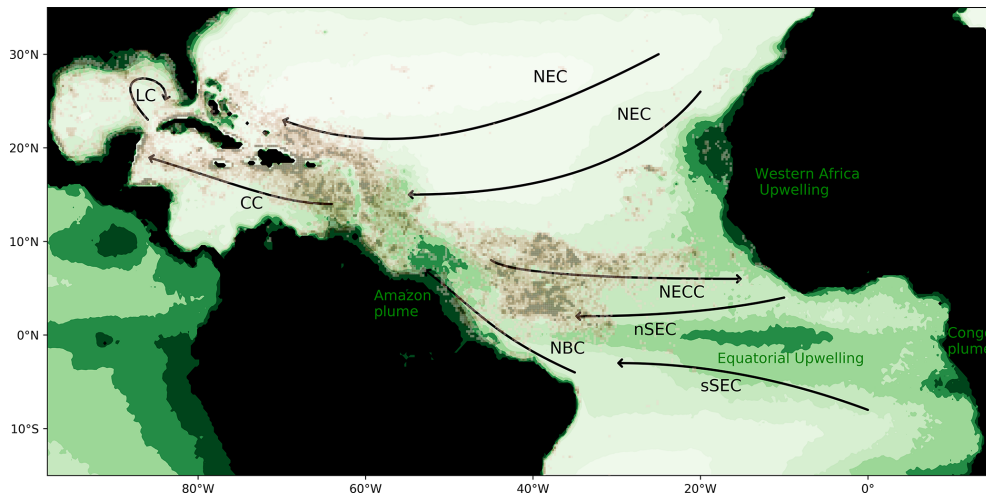 30°N
20°N
10°N
0°N
10°S
NEC
LC
NEC
Western Africa
Upwelling
CC
Amazon
plume
NECC
nSEC
NBC
Equatorial Upwelling
sSEC
plume
80°W
60°W
40°W
20°W
0°